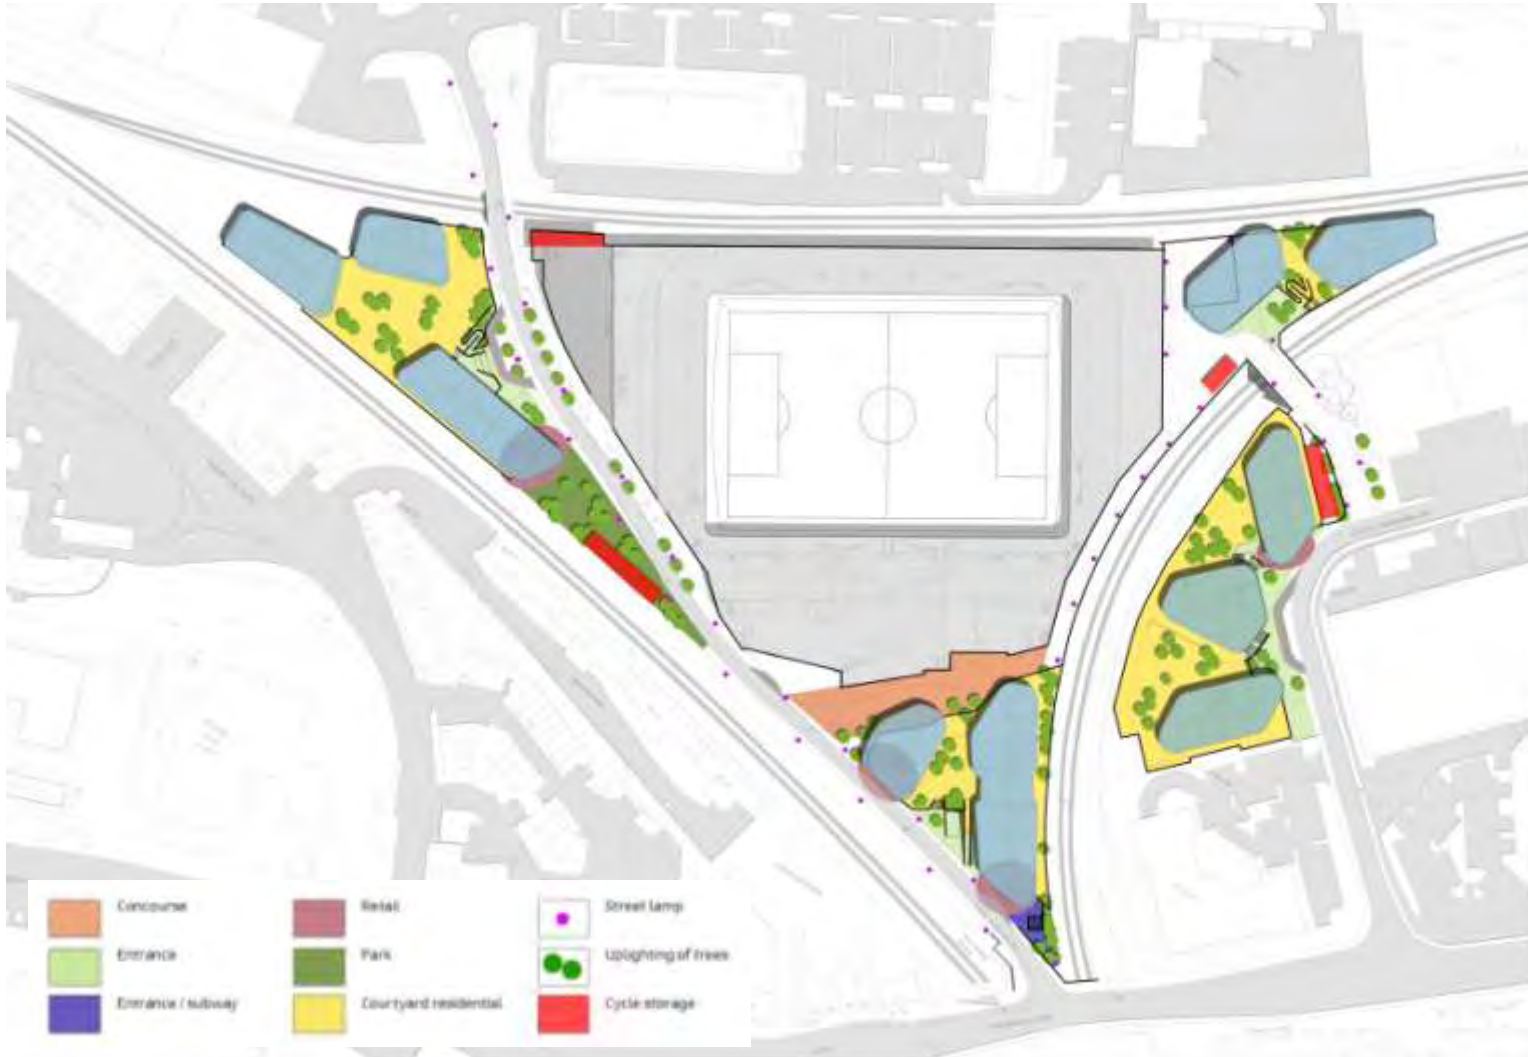 Concourse
Retail
Street lamp
Entrance
Park
Uplighting of trees
Entrance / subway
Courtyard residential
Cycle storage